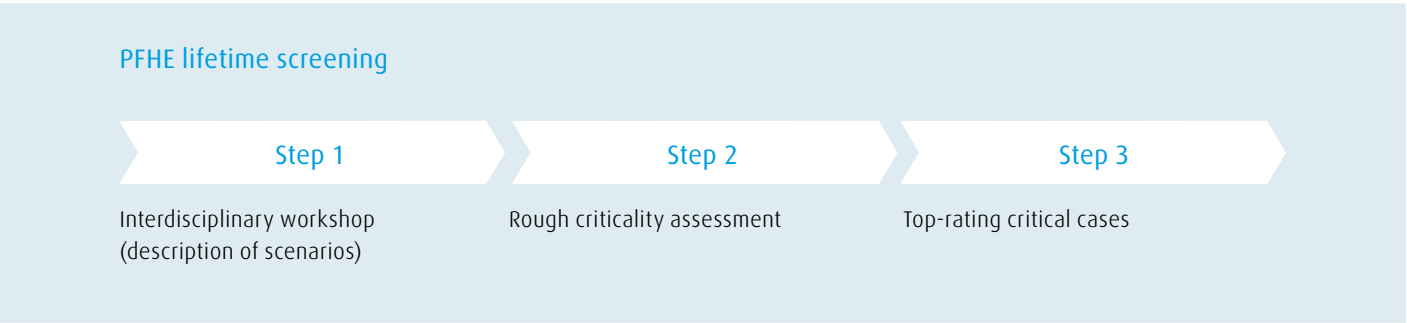 PFHE lifetime screening
Step 1
Step 2
Step 3
Interdisciplinary workshop
(description of scenarios)
Rough criticality assessment
Top-rating critical cases